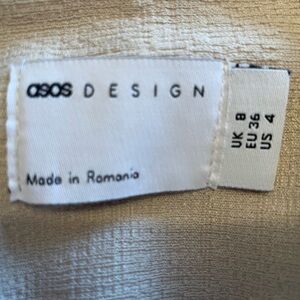 asos DESIGN
Made in Romania
UK 8
EU 36
US 4